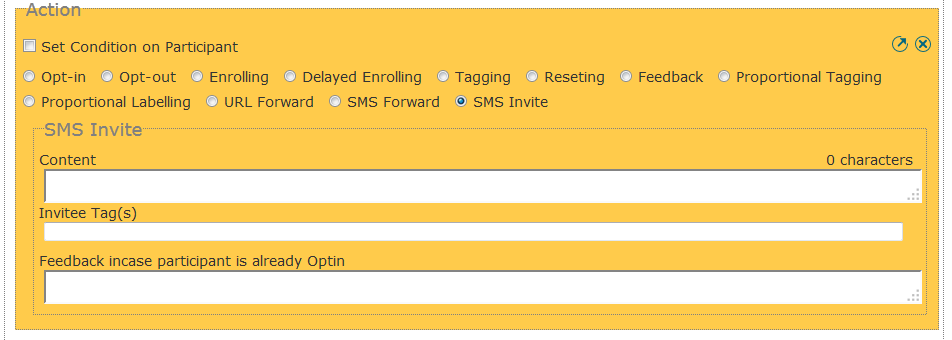 Action
Set Condition on Participant
Opt-in Opt-out Enrolling Delayed Enrolling Tagging Reseting Feedback Proportional Tagging
Proportional Labelling URL Forward SMS Forward SMS Invite
SMS Invite
Content 0 characters
Invitee Tag(s)
Feedback incase participant is already Optin